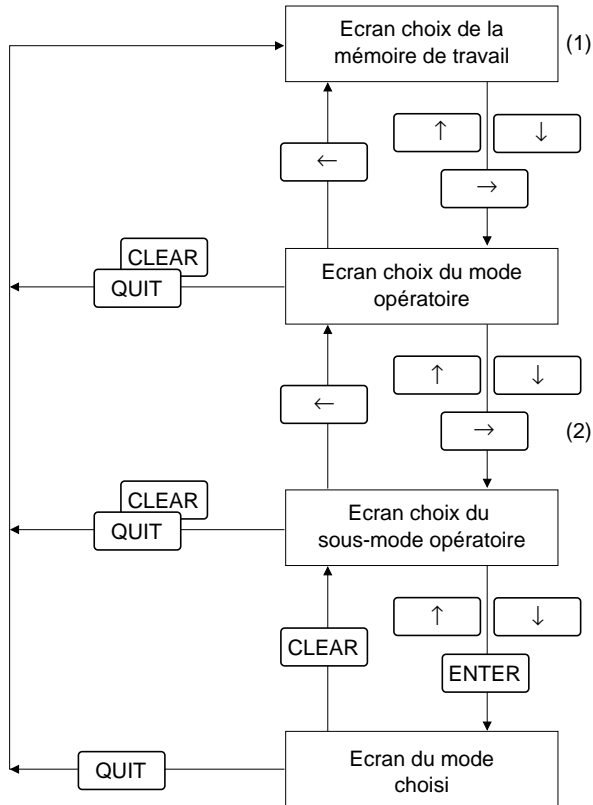 Ecran choix de la
mémoire de travail
(1)
↑ ↓
←
→
CLEAR
QUIT
Ecran choix du mode
opératoire
↑ ↓
←
→
(2)
CLEAR
QUIT
Ecran choix du
sous-mode opératoire
↑ ↓
CLEAR
ENTER
QUIT
Ecran du mode
choisi